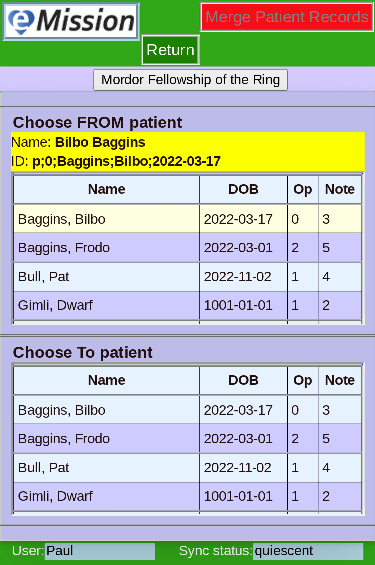 eMission
Merge Patient Records
Return
Mordor Fellowship of the Ring
Choose FROM patient
Name: Bilbo Baggins
ID: p;0;Baggins;Bilbo;2022-03-17
Name DOB Op Note
Baggins, Bilbo 2022-03-17 0 3
Baggins, Frodo 2022-03-01 2 5
Bull, Pat 2022-11-02 1 4
Gimli, Dwarf 1001-01-01 1 2
Choose To patient
Name DOB Op Note
Baggins, Bilbo 2022-03-17 0 3
Baggins, Frodo 2022-03-01 2 5
Bull, Pat 2022-11-02 1 4
Gimli, Dwarf 1001-01-01 1 2
User: Paul Sync status: quiescent